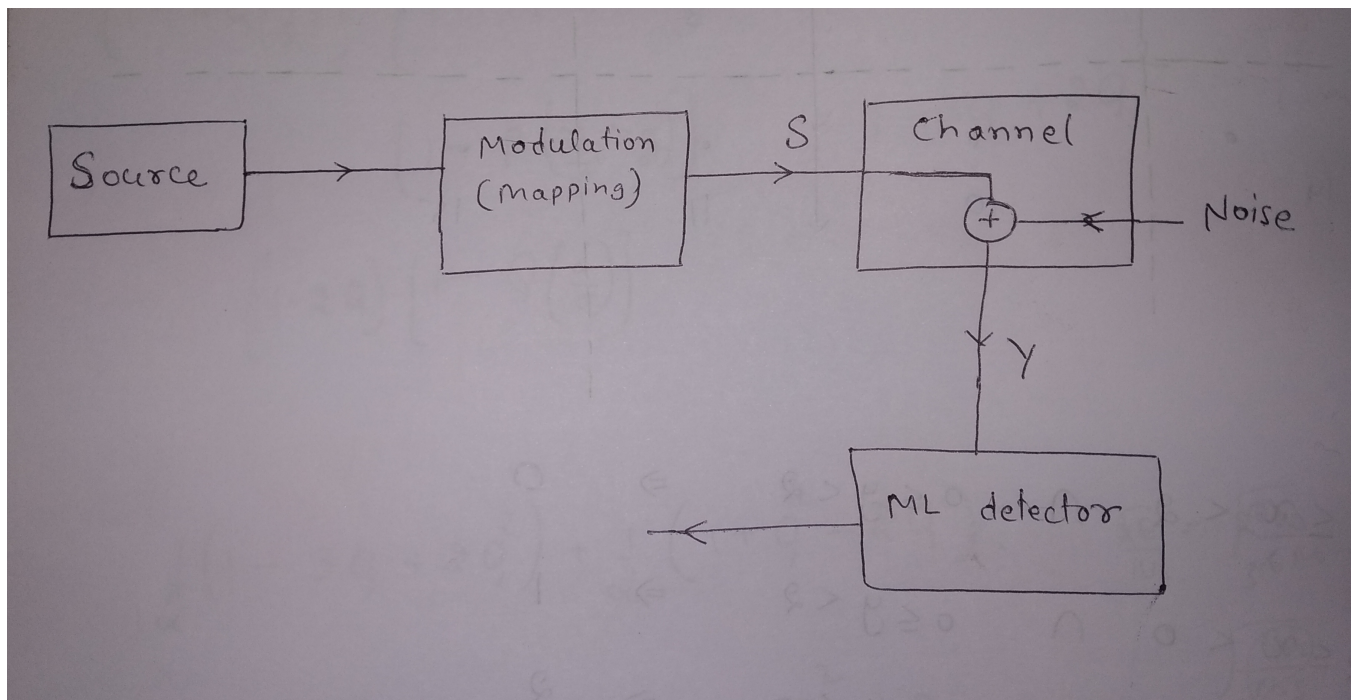 Source
Modulation
(Mapping)
S
Channel
+
Noise
Y
ML detector